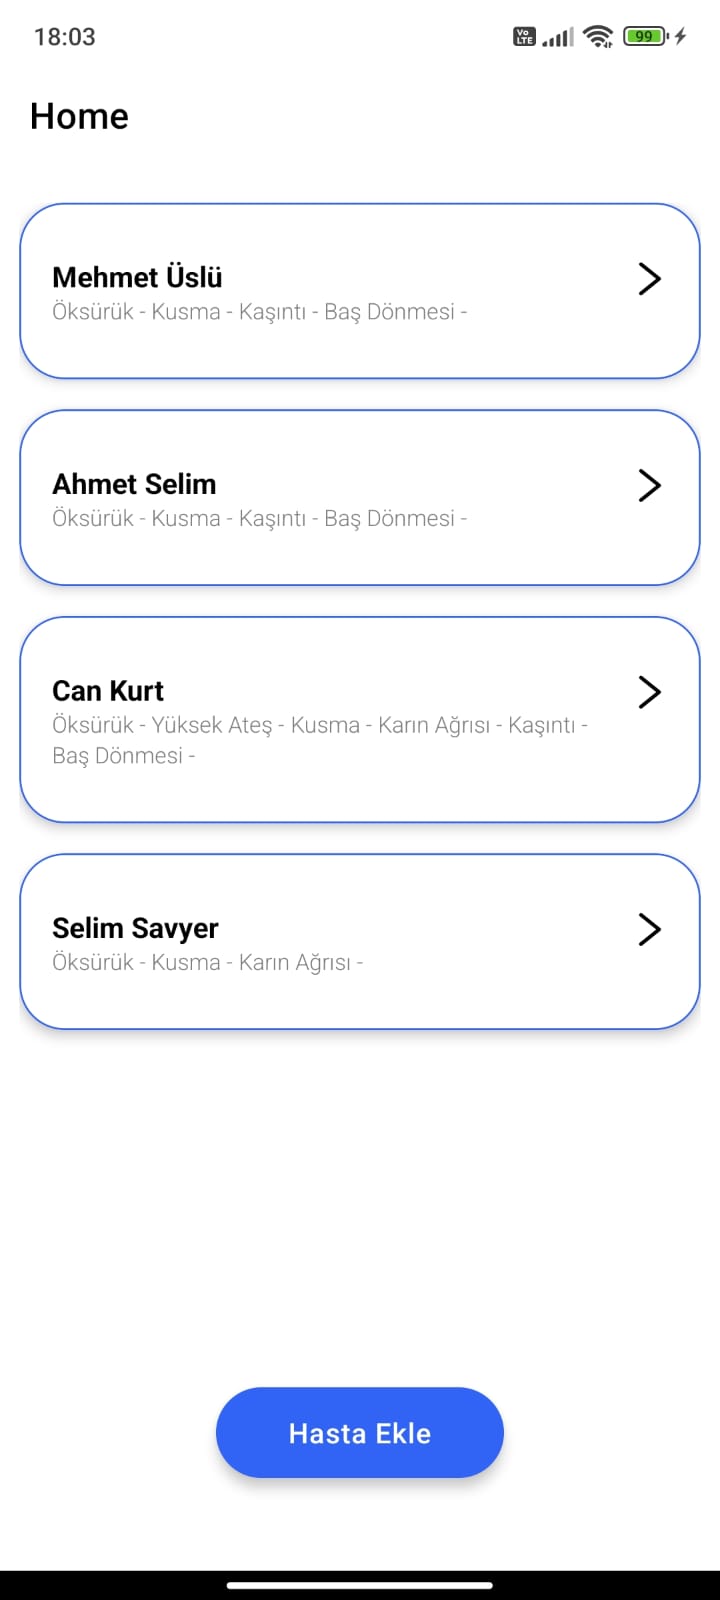 18:03
Vo LTE
99
Home
Mehmet Üslü
Öksürük - Kusma - Kaşıntı - Baş Dönmesi -
Ahmet Selim
Öksürük - Kusma - Kaşıntı - Baş Dönmesi -
Can Kurt
Öksürük - Yüksek Ateş - Kusma - Karın Ağrısı - Kaşıntı -
Baş Dönmesi -
Selim Savyer
Öksürük - Kusma - Karın Ağrısı -
Hasta Ekle